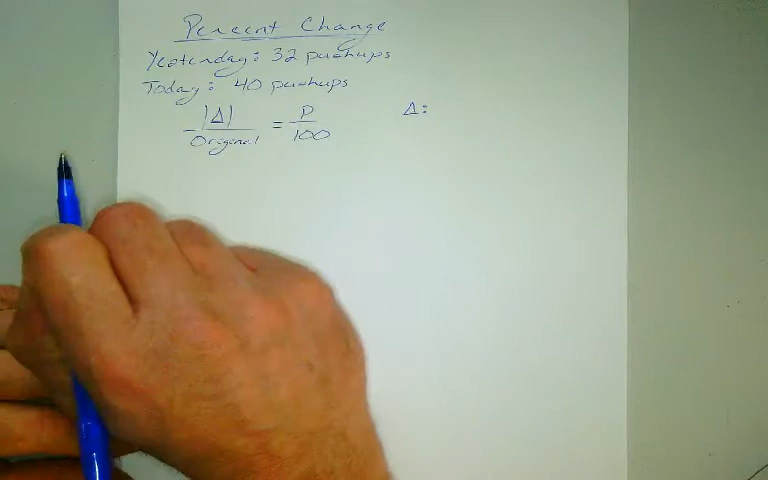 Percent Change
Yesterday: 32 pushups
Today: 40 pushups
|Δ| / Original = P / 100
Δ: